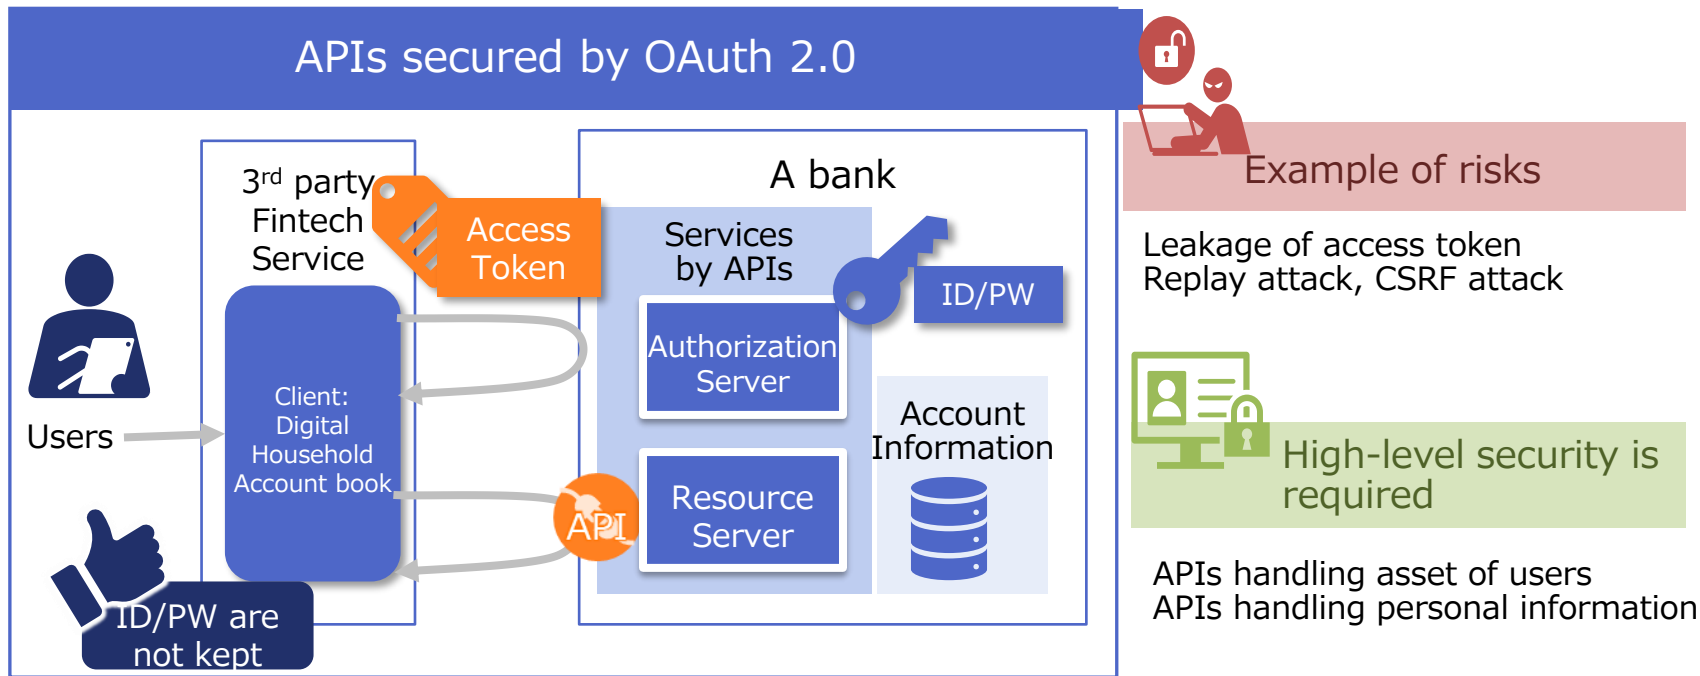 APIs secured by OAuth 2.0
3rd party
Fintech
Service
Access
Token
A bank
Services
by APIs
ID/PW
Authorization
Server
Users
Client:
Digital
Household
Account book
Account
Information
API
Resource
Server
ID/PW are
not kept
Example of risks
Leakage of access token
Replay attack, CSRF attack
High-level security is
required
APIs handling asset of users
APIs handling personal information